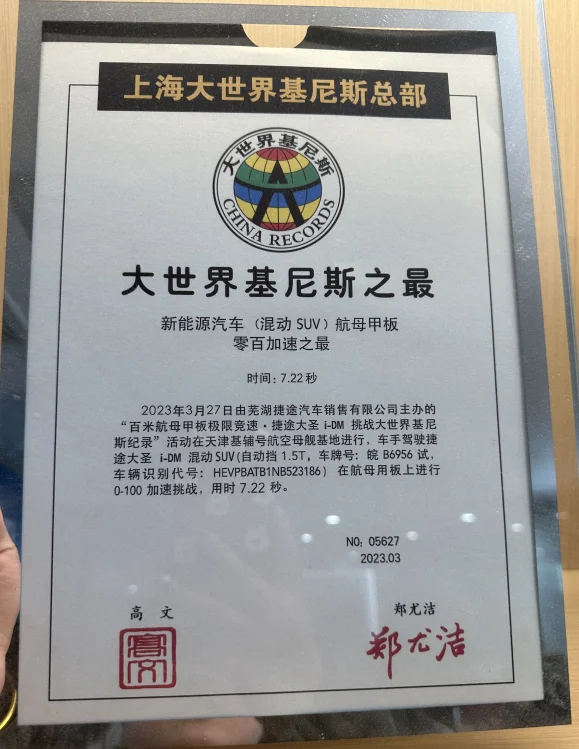 上海大世界基尼斯总部
大世界基尼斯
CHINA RECORDS
大世界基尼斯之最
新能源汽车（混动 SUV）航母甲板
零百加速之最
时间：7.22 秒
2023年3月27日由芜湖捷途汽车销售有限公司主办的
“百米航母甲板极限竞速·捷途大圣 i-DM 挑战大世界基尼
斯纪录”活动在天津基辅号航空母舰基地进行，车手驾驶捷
途大圣 i-DM 混动 SUV(自动挡 1.5T，车牌号：皖 B6956 试，
车辆识别代号：HEVPBATB1NB523186）在航母用板上进行
0-100 加速挑战，用时 7.22 秒。
NO: 05627
2023.03
高 文
郑尤洁
高文
郑尤洁